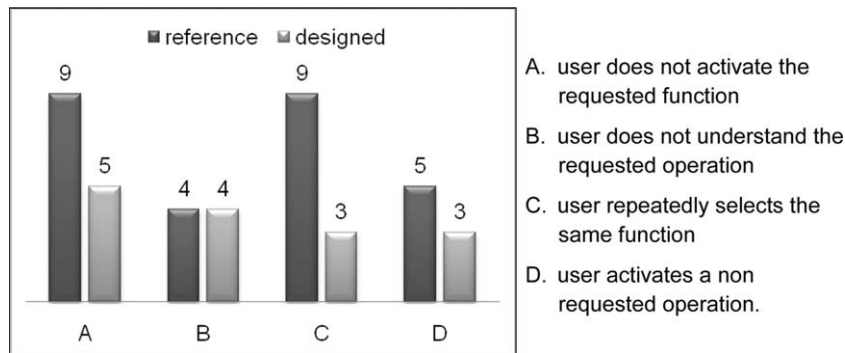 reference designed
9
5
4
4
9
3
5
3
A
B
C
D
A. user does not activate the
requested function
B. user does not understand the
requested operation
C. user repeatedly selects the
same function
D. user activates a non
requested operation.